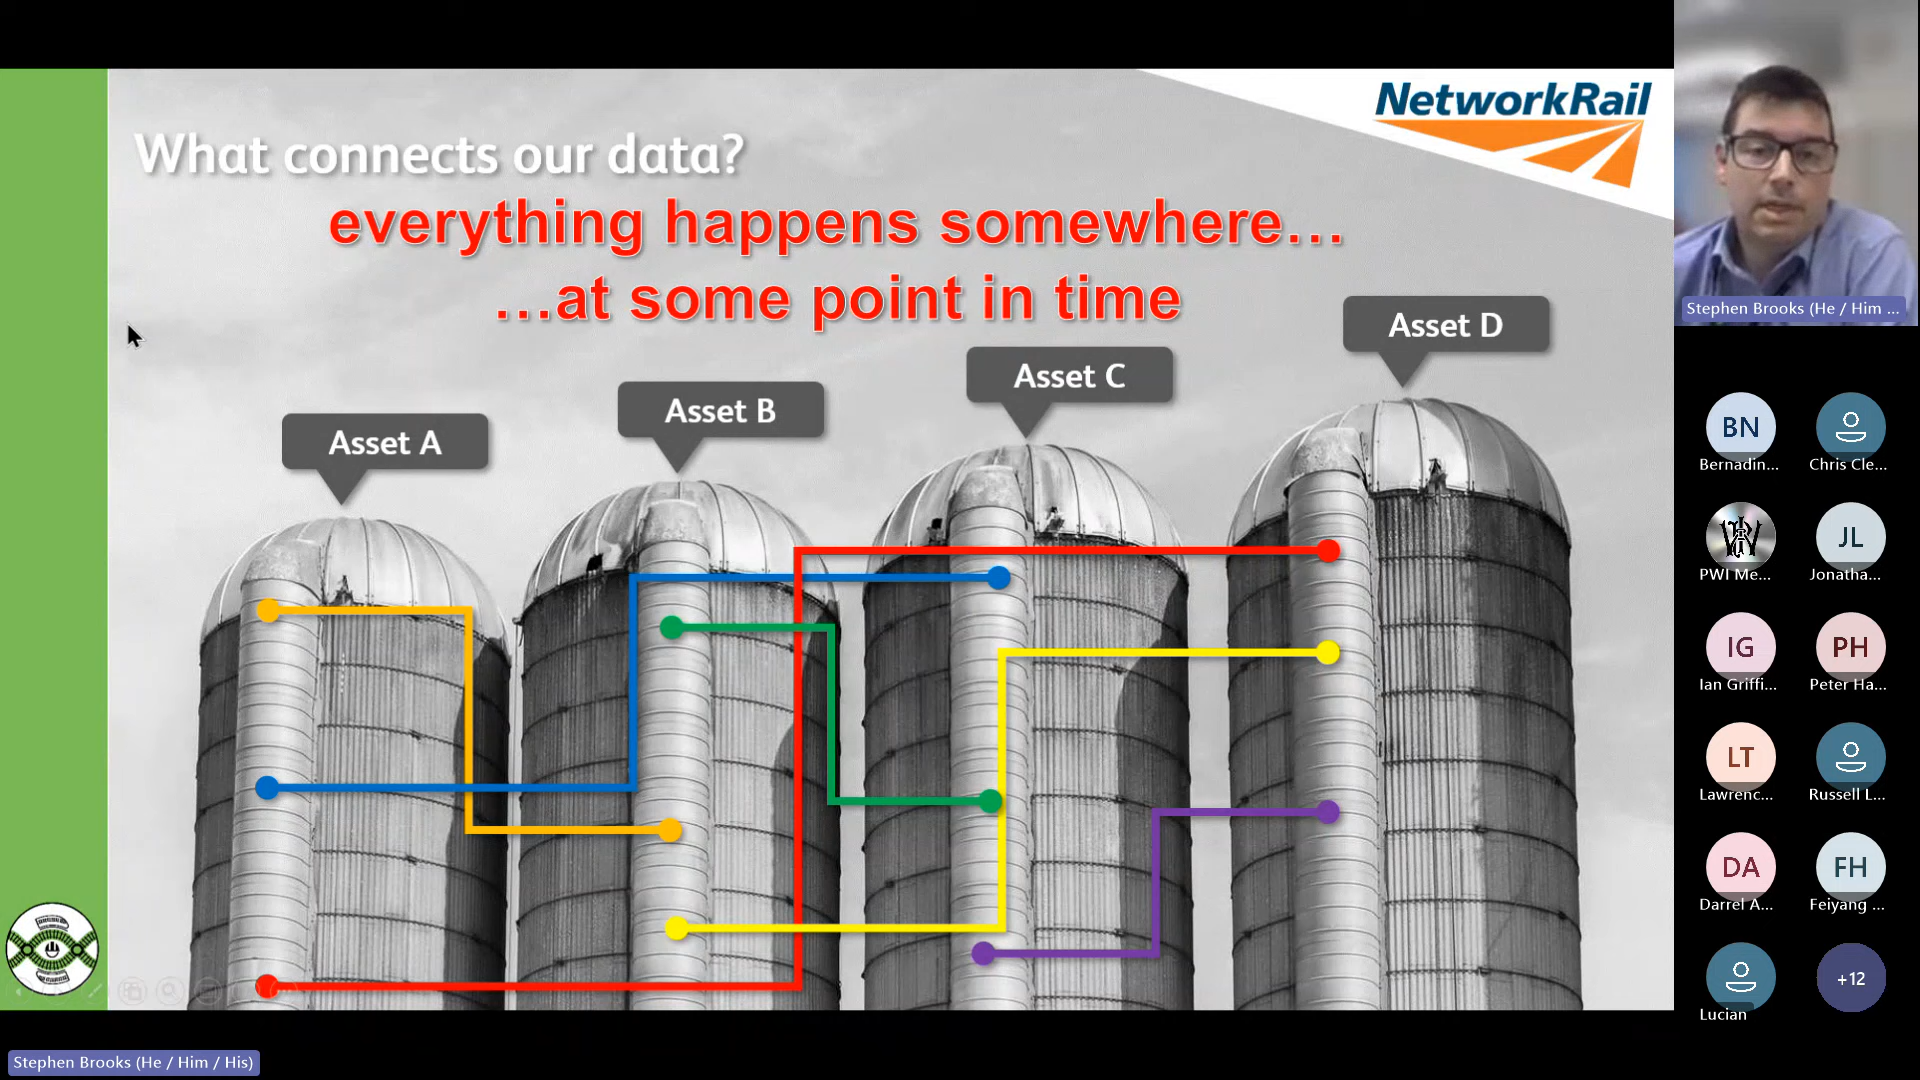 NetworkRail
What connects our data?
everything happens somewhere...
...at some point in time
Asset A
Asset B
Asset C
Asset D
Stephen Brooks (He / Him ...
BN
Bernadin...
Chris Cle...
PWI Me...
JL
Jonatha...
IG
Ian Griffi...
PH
Peter Ha...
LT
Lawrenc...
Russell L...
DA
Darrel A...
FH
Feiyang ...
Lucian
+12
Stephen Brooks (He / Him / His)